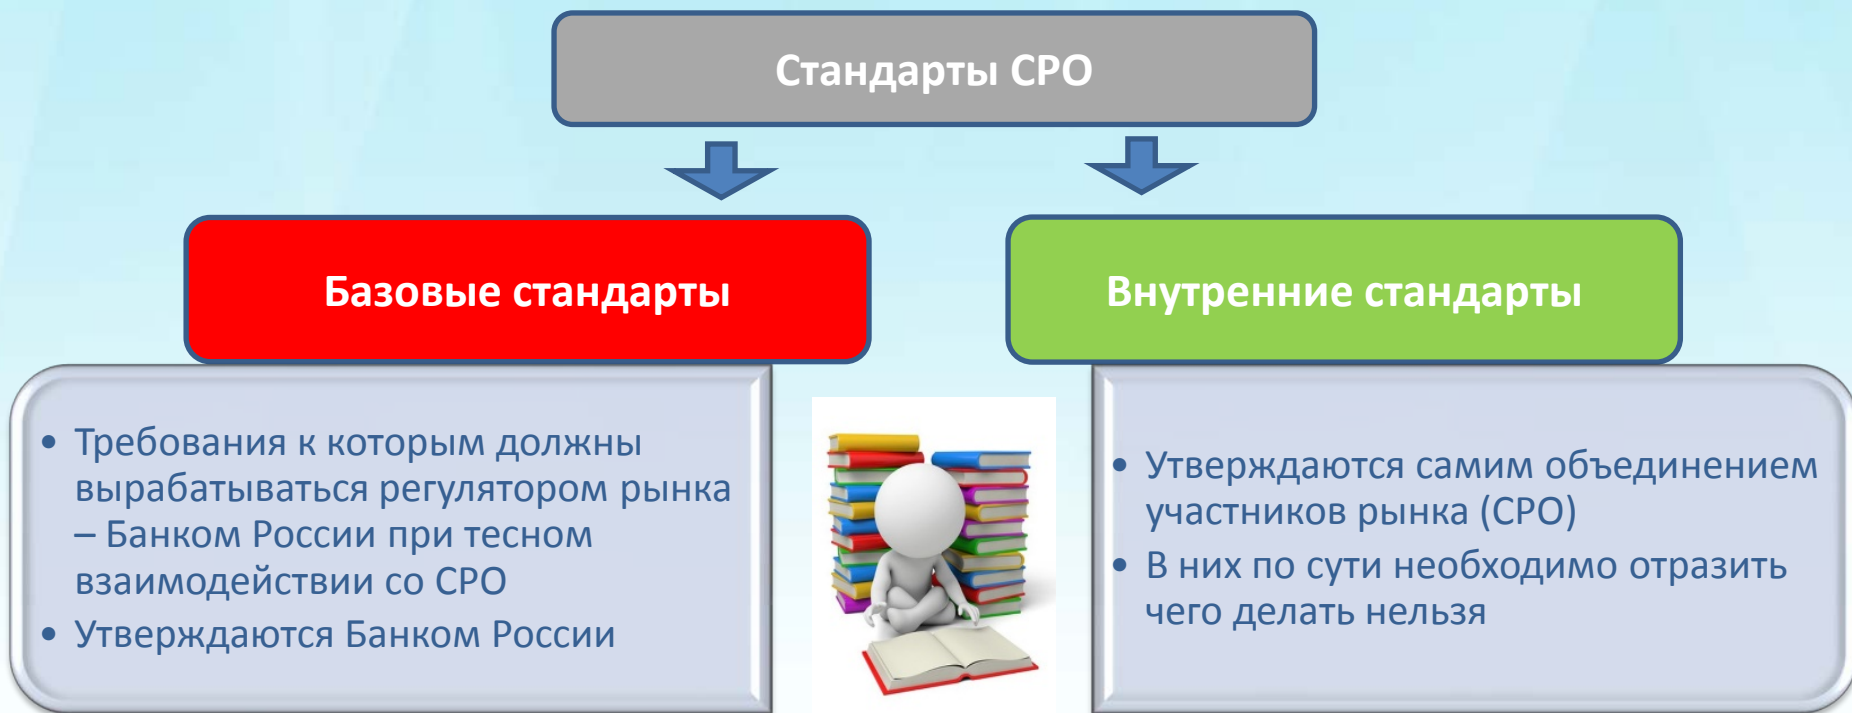 Стандарты СРО
Базовые стандарты
• Требования к которым должны
вырабатываться регулятором рынка
– Банком России при тесном
взаимодействии со СРО
• Утверждаются Банком России
Внутренние стандарты
• Утверждаются самим объединением
участников рынка (СРО)
• В них по сути необходимо отразить
чего делать нельзя